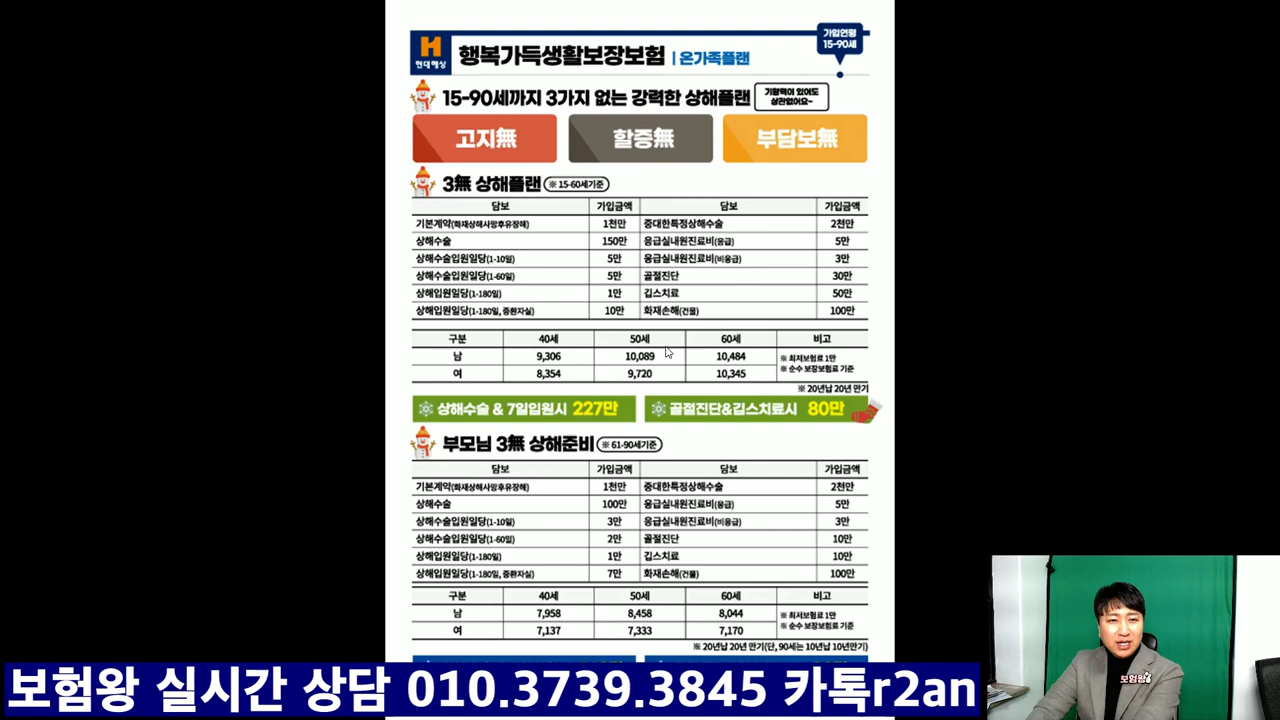 현대해상
행복가득생활보장보험 | 온가족플랜
가입연령
15-90세
15-90세까지 3가지 없는 강력한 상해플랜
기왕력이 있어도
상관없어요~
고지無 할증無 부담보無
3無 상해플랜 ※ 15-60세기준
담보 가입금액 담보 가입금액
기본계약(화재상해사망후유장해) 1천만 중대한특정상해수술 2천만
상해수술 150만 응급실내원진료비(응급) 5만
상해수술입원일당(1-10일) 5만 응급실내원진료비(비응급) 3만
상해수술입원일당(1-60일) 5만 골절진단 30만
상해입원일당(1-180일) 1만 깁스치료 50만
상해입원일당(1-180일, 중환자실) 10만 화재손해(건물) 100만
구분 40세 50세 60세 비고
남 9,306 10,089 10,484 ※ 최저보험료 1만
여 8,354 9,720 10,345 ※ 순수 보장보험료 기준
※ 20년납 20년 만기
상해수술 & 7일입원시 227만 골절진단&깁스치료시 80만
부모님 3無 상해준비 ※ 61-90세기준
담보 가입금액 담보 가입금액
기본계약(화재상해사망후유장해) 1천만 중대한특정상해수술 2천만
상해수술 100만 응급실내원진료비(응급) 5만
상해수술입원일당(1-10일) 3만 응급실내원진료비(비응급) 3만
상해수술입원일당(1-60일) 2만 골절진단 10만
상해입원일당(1-180일) 1만 깁스치료 10만
상해입원일당(1-180일, 중환자실) 7만 화재손해(건물) 100만
구분 40세 50세 60세 비고
남 7,958 8,458 8,044 ※ 최저보험료 1만
여 7,137 7,333 7,170 ※ 순수 보장보험료 기준
※ 20년납 20년 만기(단, 90세는 10년납 10년만기)
보험왕
보험왕 실시간 상담 010.3739.3845 카톡r2an